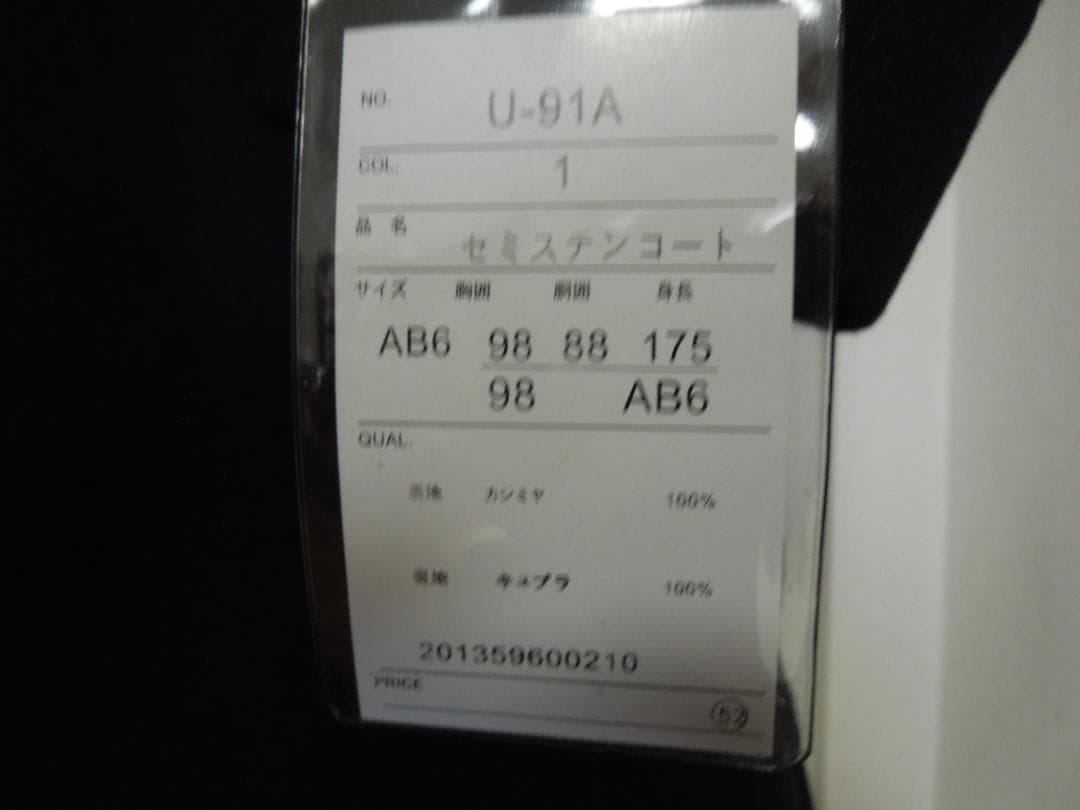 NO. U-91A
COL. 1
品 名 セミステンコート
サイズ 胸囲 胴囲 身長
AB6 98 88 175
98 AB6
QUAL.
表地 カシミヤ 100%
裏地 キュプラ 100%
201359600210
PRICE
52